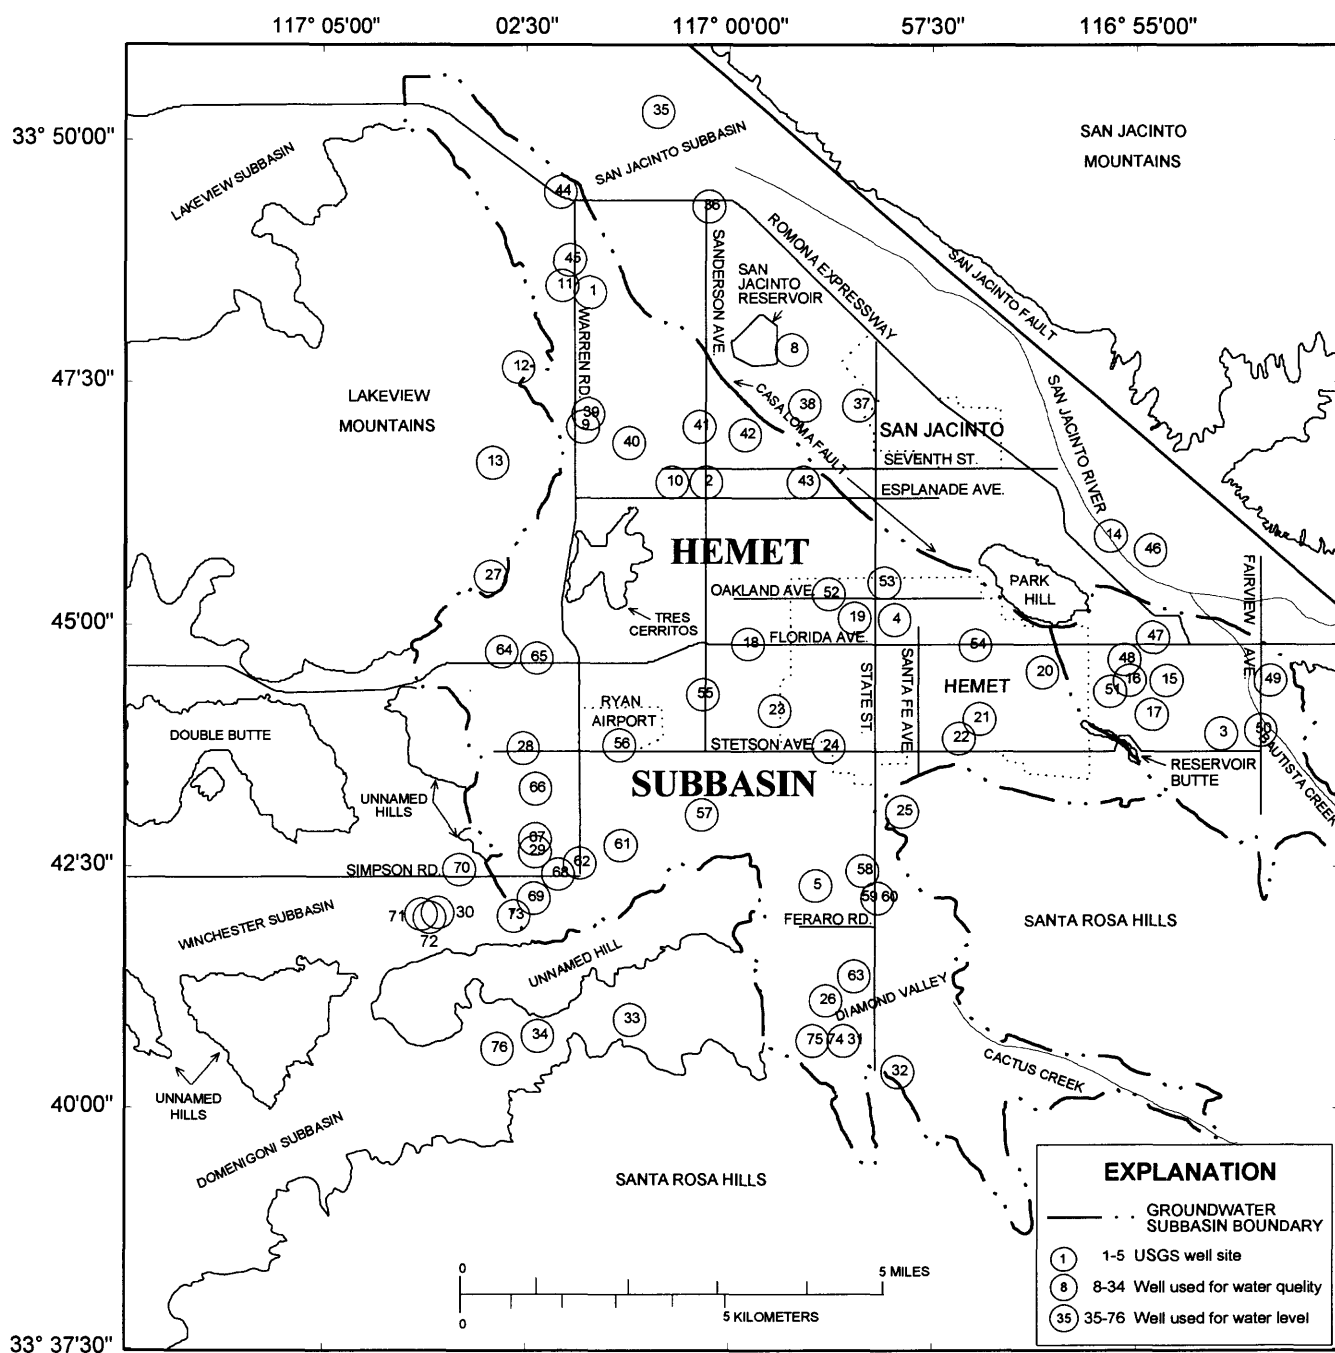 117° 05'00"
02'30"
117° 00'00"
57'30"
116° 55'00"
33° 50'00"
47'30"
45'00"
42'30"
40'00"
33° 37'30"
35
SAN JACINTO
MOUNTAINS
SAN JACINTO SUBBASIN
LAKEVIEW SUBBASIN
44
36
ROMONA EXPRESSWAY
SANDERSON AVE.
SAN
JACINTO
RESERVOIR
SAN JACINTO FAULT
45
11
1
WARREN RD.
8
12
LAKEVIEW
MOUNTAINS
CASA LOMA FAULT
SAN JACINTO RIVER
39
9
40
41
42
38
37
SAN JACINTO
SEVENTH ST.
13
10
2
43
ESPLANADE AVE.
HEMET
14
46
FAIRVIEW
AVE
27
PARK
HILL
OAKLAND AVE.
52
53
TRES
CERRITOS
19
4
FLORIDA AVE.
18
54
47
64
65
STATE ST.
SANTA FE AVE.
20
48
16
15
49
51
HEMET
55
RYAN
AIRPORT
23
21
17
DOUBLE BUTTE
28
56
STETSON AVE.
24
22
3
50
BAUTISTA CREEK
RESERVOIR
BUTTE
66
SUBBASIN
UNNAMED
HILLS
57
25
67
29
61
62
SIMPSON RD.
70
68
58
5
69
59
60
71
30
72
73
WINCHESTER SUBBASIN
FERARO RD.
SANTA ROSA HILLS
UNNAMED HILL
63
26
DIAMOND VALLEY
33
34
76
75
74
31
32
CACTUS CREEK
UNNAMED
HILLS
DOMENIGONI SUBBASIN
SANTA ROSA HILLS
EXPLANATION
GROUNDWATER
SUBBASIN BOUNDARY
1 1-5 USGS well site
8 8-34 Well used for water quelity
35 35-76 Well used for water level
0
5 MILES
5 KILOMETERS
0